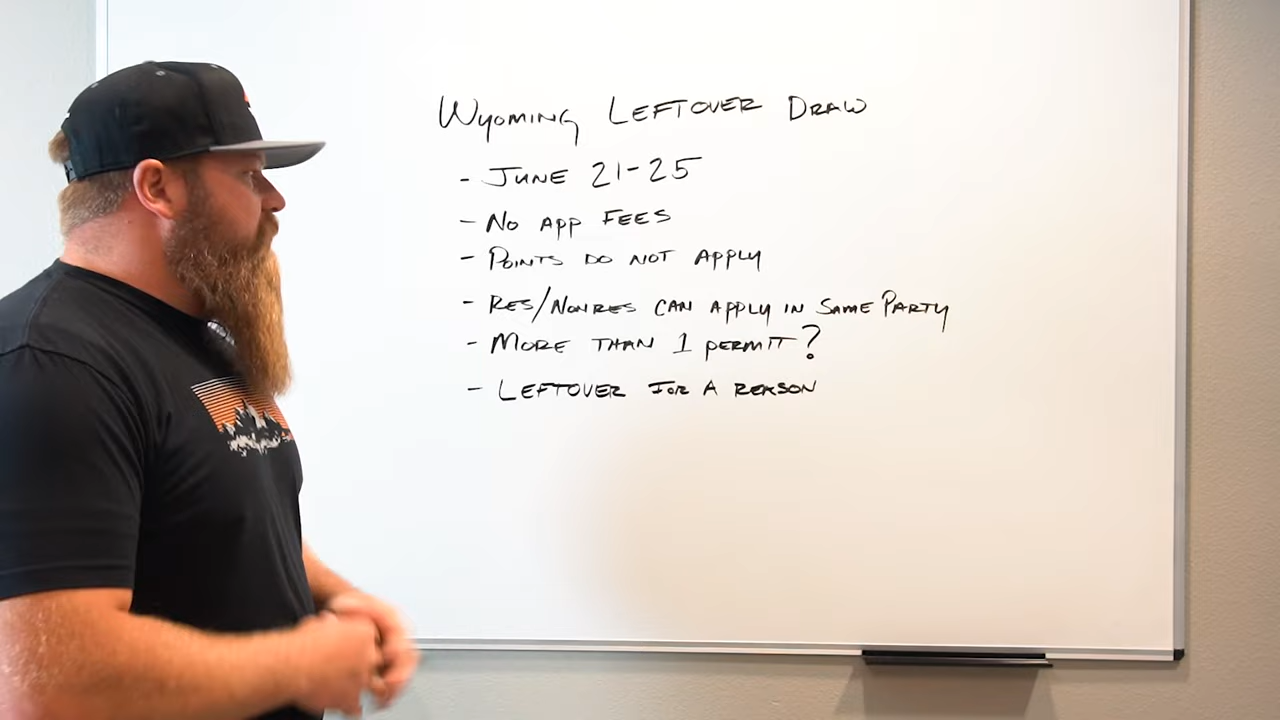 WYOMING LEFTOVER DRAW
- JUNE 21-25
- NO APP FEES
- POINTS DO NOT APPLY
- RES/NONRES CAN APPLY IN SAME PARTY
- MORE THAN 1 PERMIT?
- LEFTOVER FOR A REASON